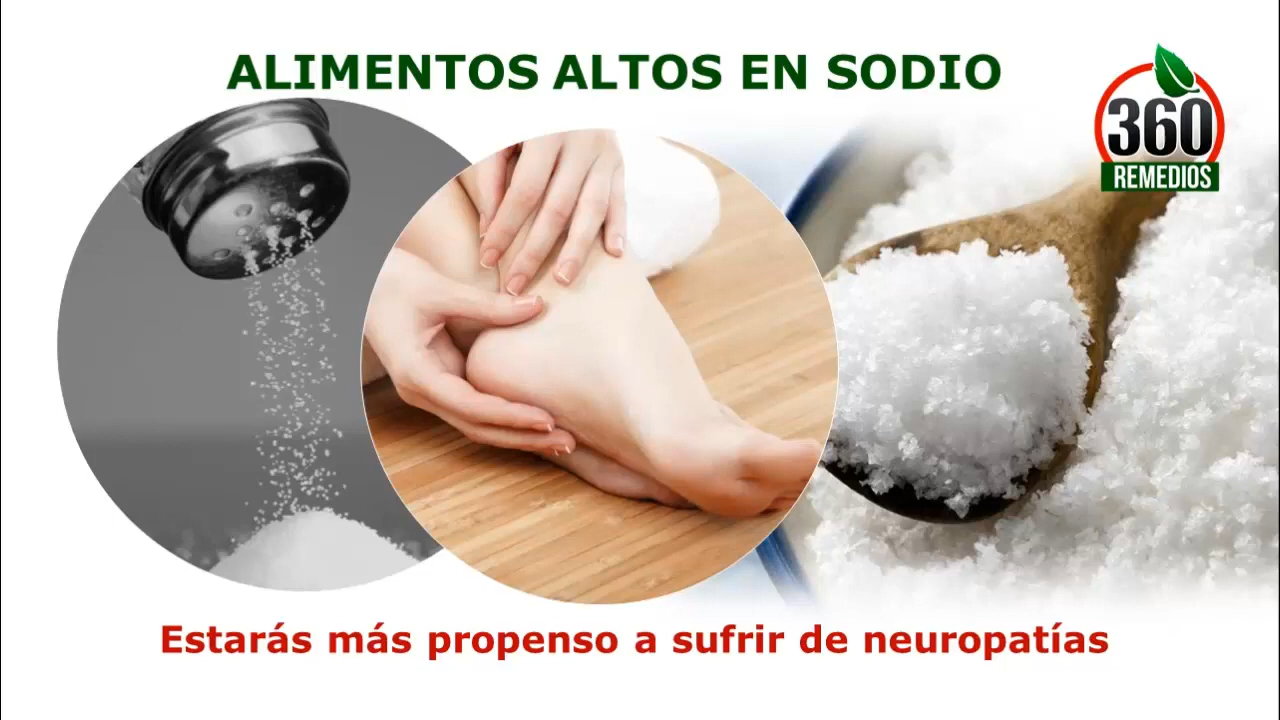 ALIMENTOS ALTOS EN SODIO
360
REMEDIOS
Estarás más propenso a sufrir de neuropatías